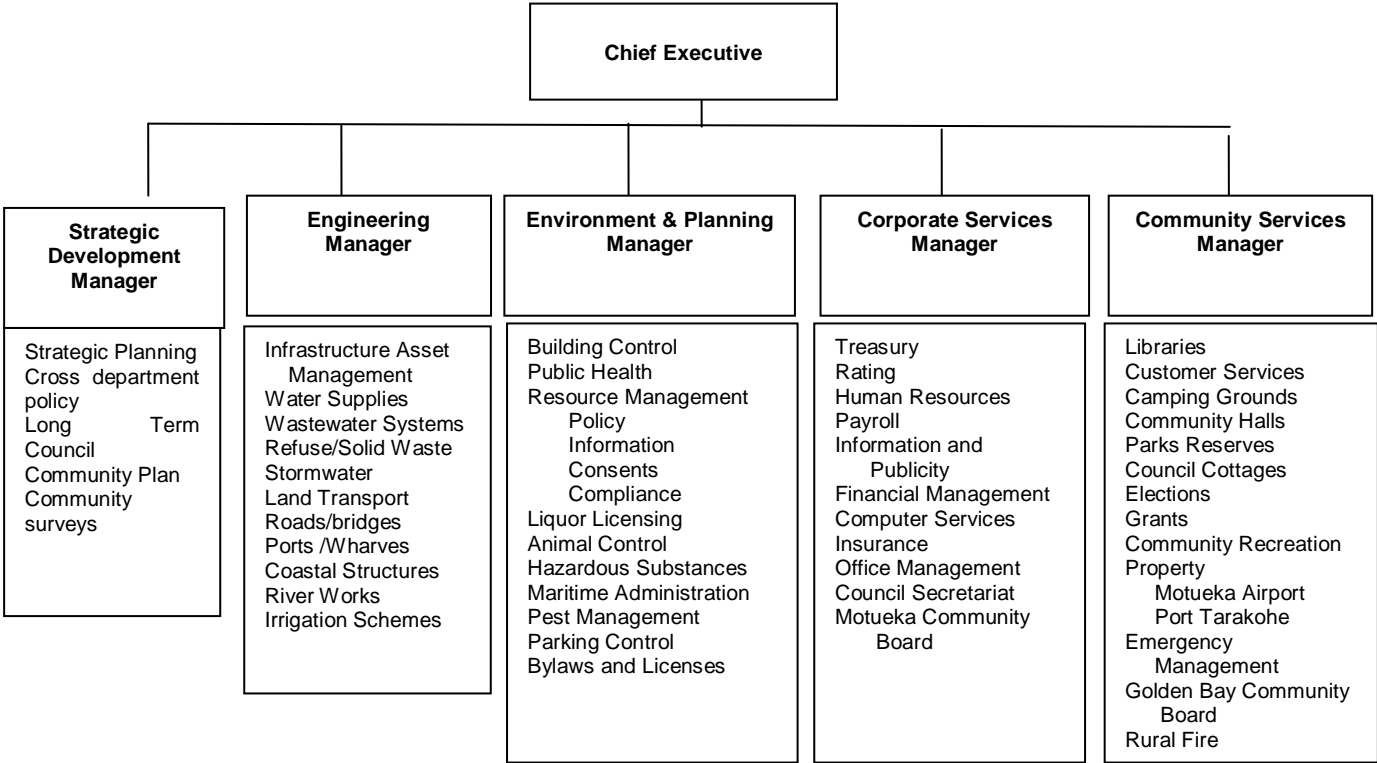 Chief Executive
Strategic
Development
Manager
Strategic Planning
Cross department
policy
Long Term
Council
Community Plan
Community
surveys
Engineering
Manager
Infrastructure Asset
Management
Water Supplies
Wastewater Systems
Refuse/Solid Waste
Stormwater
Land Transport
Roads/bridges
Ports /Wharves
Coastal Structures
River Works
Irrigation Schemes
Environment & Planning
Manager
Building Control
Public Health
Resource Management
Policy
Information
Consents
Compliance
Liquor Licensing
Animal Control
Hazardous Substances
Maritime Administration
Pest Management
Parking Control
Bylaws and Licenses
Corporate Services
Manager
Treasury
Rating
Human Resources
Payroll
Information and
Publicity
Financial Management
Computer Services
Insurance
Office Management
Council Secretariat
Motueka Community
Board
Community Services
Manager
Libraries
Customer Services
Camping Grounds
Community Halls
Parks Reserves
Council Cottages
Elections
Grants
Community Recreation
Property
Motueka Airport
Port Tarakohe
Emergency
Management
Golden Bay Community
Board
Rural Fire